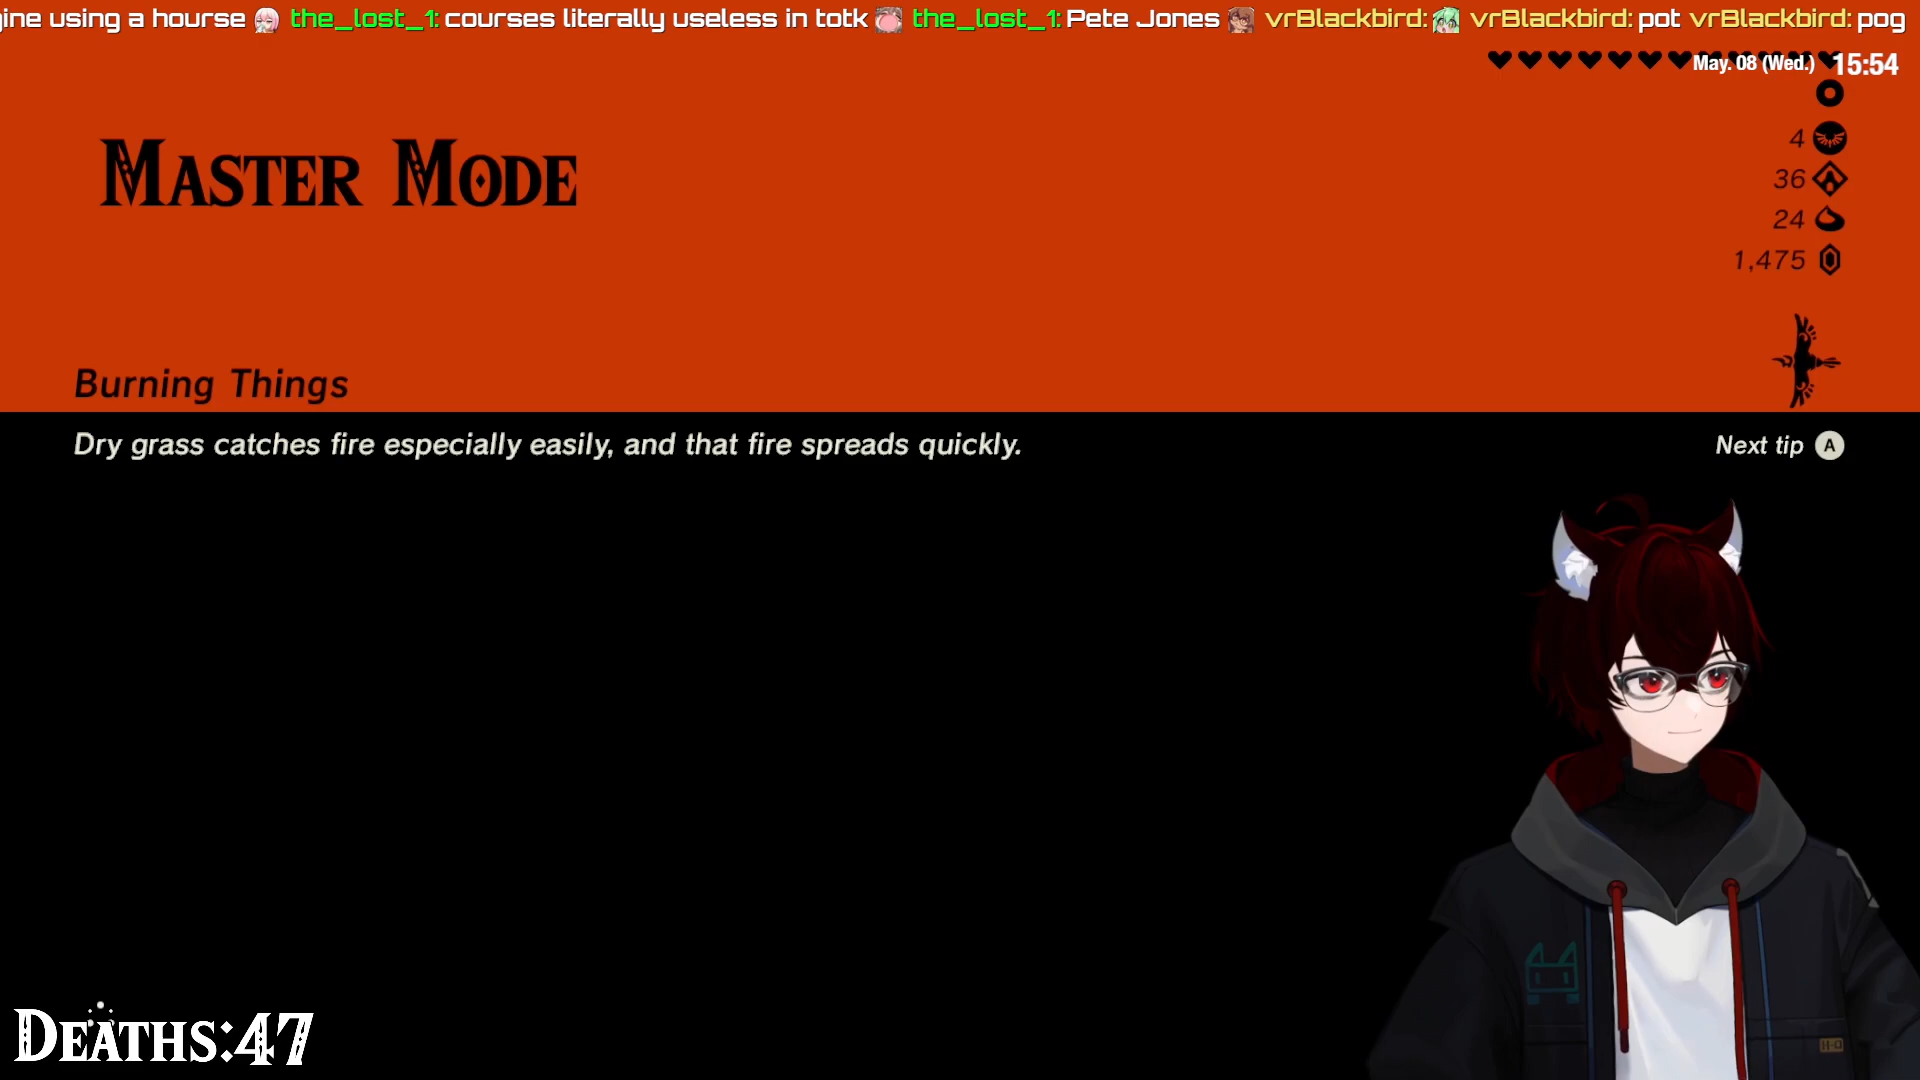 gine using a hourse the_lost_1: courses literally useless in totk the_lost_1: Pete Jones vrBlackbird: vrBlackbird: pot vrBlackbird: pog
May. 08 (Wed.) 15:54
4
MASTER MODE
36
24
1,475
Burning Things
Dry grass catches fire especially easily, and that fire spreads quickly.
Next tip A
H-O
DEATHS:47